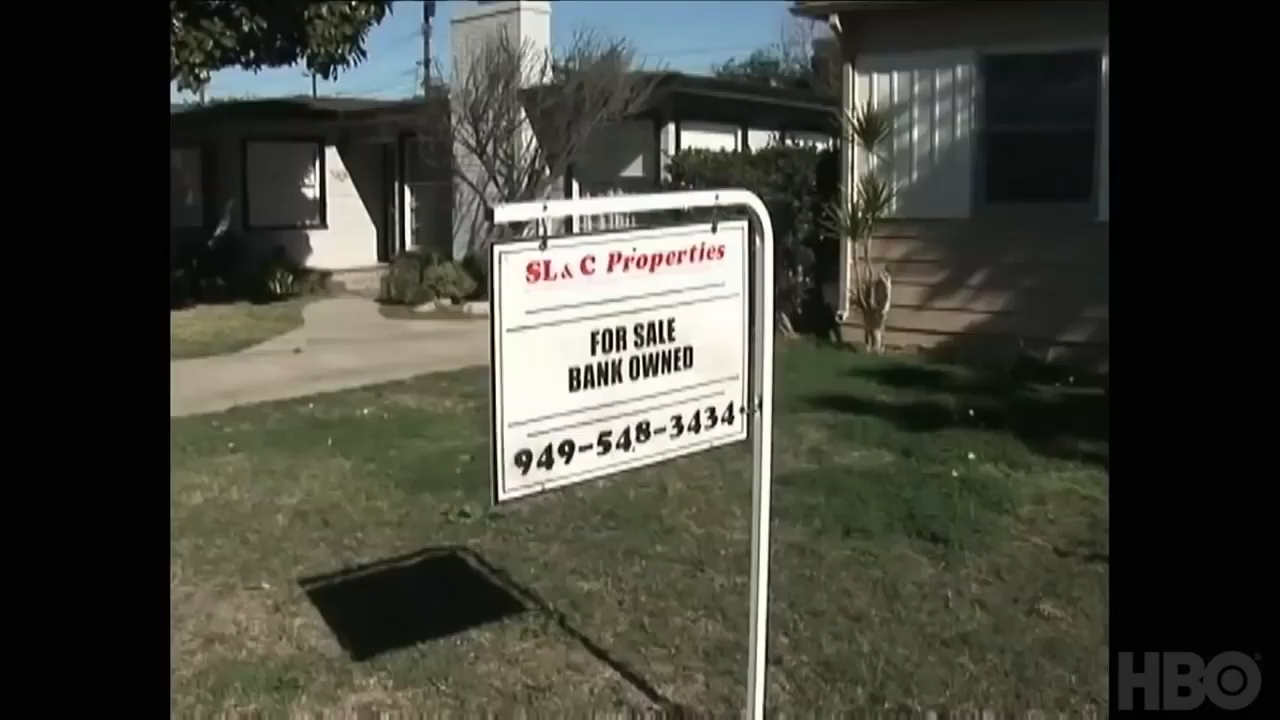 SL & C Properties
FOR SALE
BANK OWNED
949-548-3434
HBO